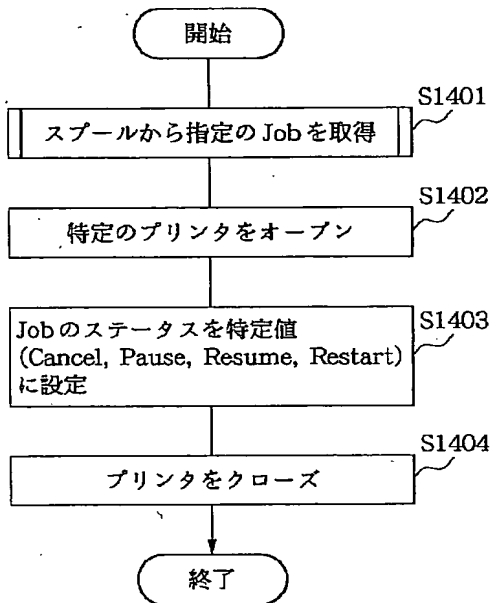 開始
S1401
スプールから指定のJobを取得
S1402
特定のプリンタをオープン
S1403
Jobのステータスを特定値
(Cancel, Pause, Resume, Restart)
に設定
S1404
プリンタをクローズ
終了